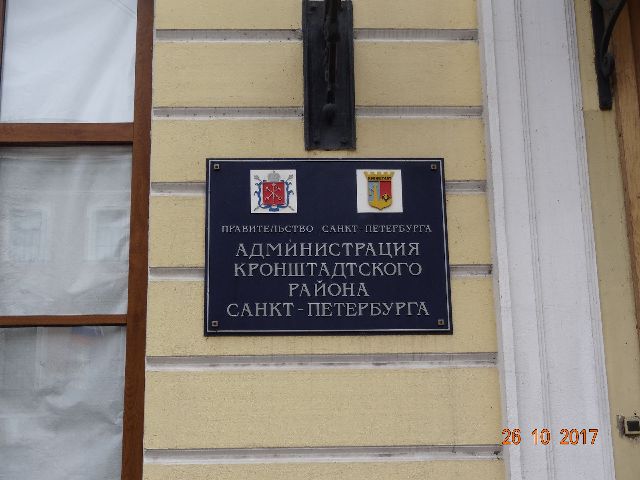 ПРАВИТЕЛЬСТВО САНКТ-ПЕТЕРБУРГА
АДМИНИСТРАЦИЯ
КРОНШТАДТСКОГО
РАЙОНА
САНКТ-ПЕТЕРБУРГА
26 10 2017